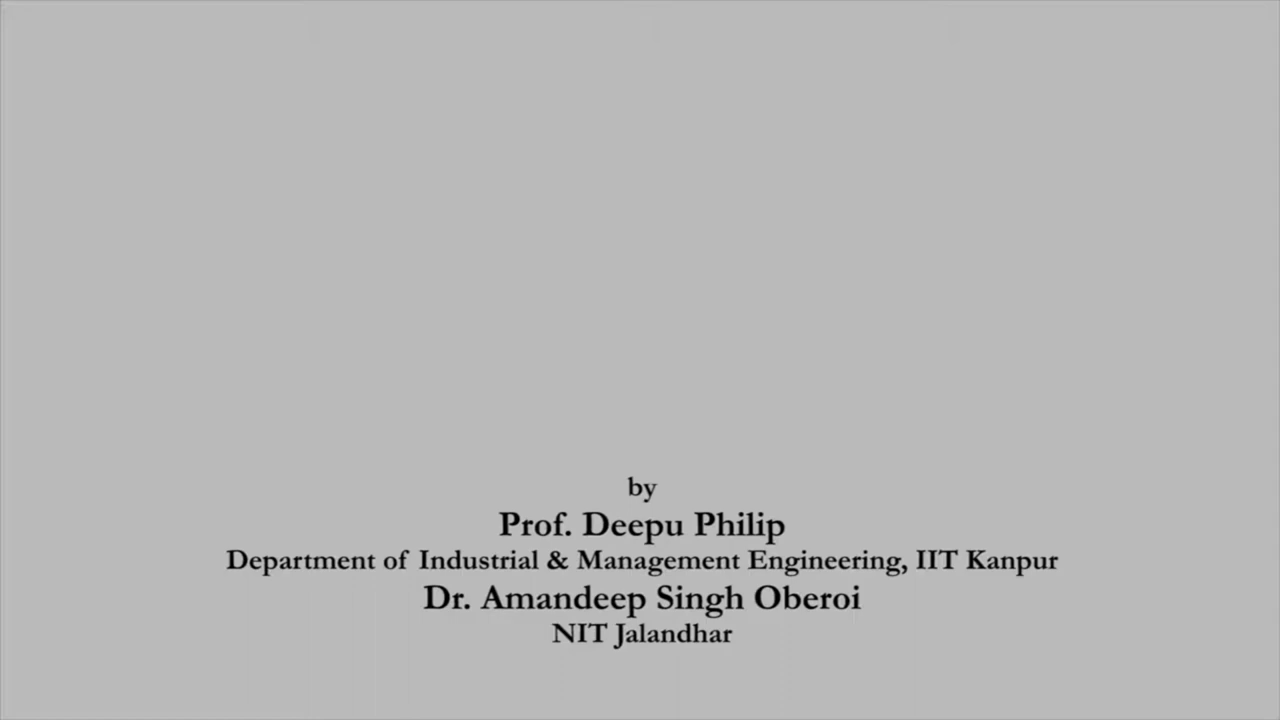 by
Prof. Deepu Philip
Department of Industrial & Management Engineering, IIT Kanpur
Dr. Amandeep Singh Oberoi
NIT Jalandhar